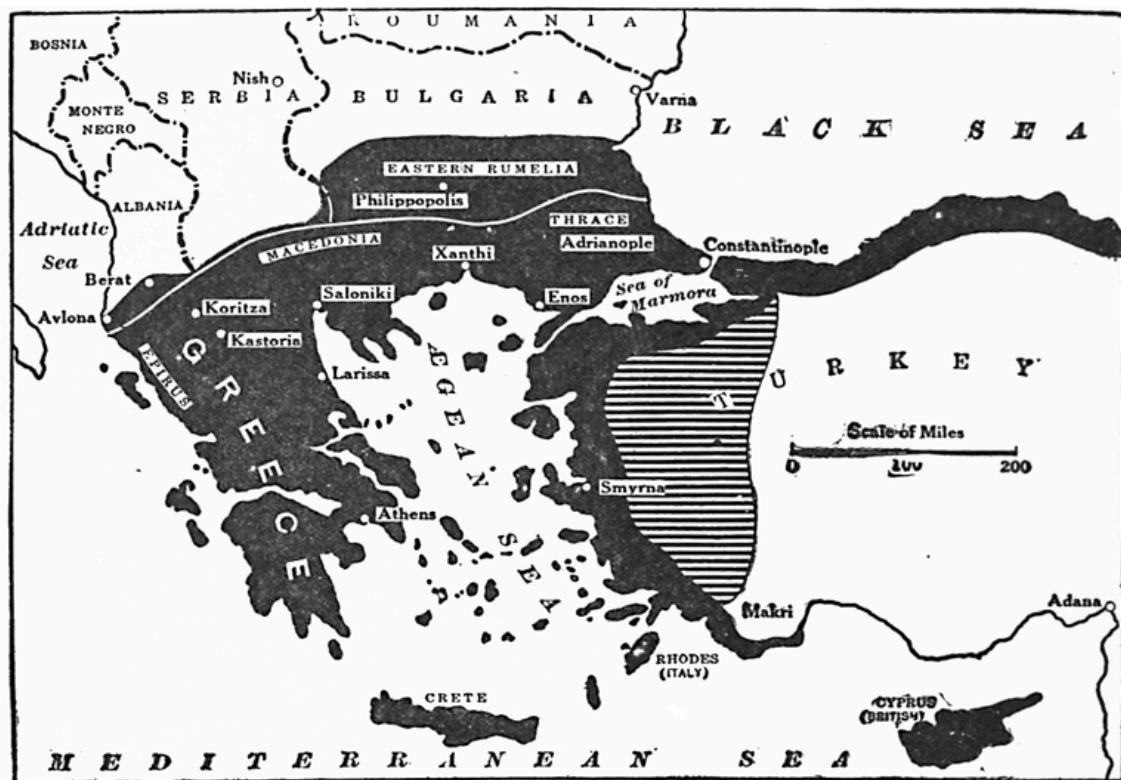 ROUMANIA
BOSNIA
Nish
SERBIA
BULGARIA
Varna
MONTE
NEGRO
BLACK SEA
EASTERN RUMELIA
Philippopolis
ALBANIA
THRACE
Adriatic
Sea
MACEDONIA
Adrianople
Constantinople
Xanthi
Berat
Sea of
Marmora
Saloniki
Enos
Koritza
Avlona
Kastoria
EPIRUS
GREECE
Larissa
ÆGEAN SEA
TURKEY
Scale of Miles
0 100 200
Smyrna
Athens
Makri
Adana
RHODES
(ITALY)
CRETE
CYPRUS
(BRITISH)
MEDITERRANEAN SEA